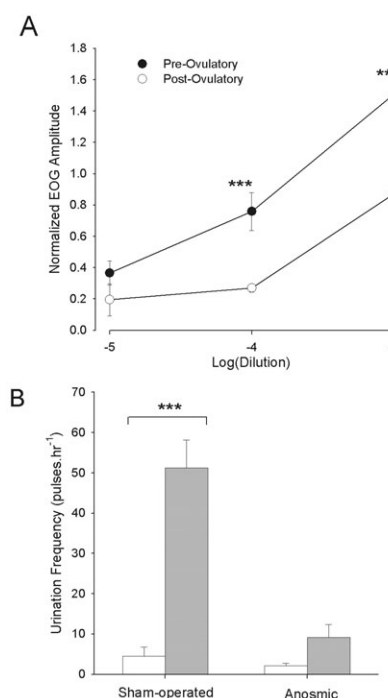 A
Normalized EOG Amplitude
1.8
1.6
1.4
1.2
1.0
0.8
0.6
0.4
0.2
0.0
Pre-Ovulatory
Post-Ovulatory
***
**
-5
-4
Log(Dilution)
B
Urination Frequency (pulses.hr⁻¹)
70
60
50
40
30
20
10
0
***
Sham-operated
Anosmic